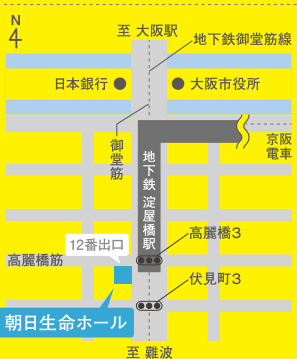 N
至 大阪駅
地下鉄御堂筋線
日本銀行
大阪市役所
御堂筋
京阪
電車
地下鉄 淀屋橋駅
高麗橋3
12番出口
高麗橋筋
伏見町3
朝日生命ホール
至 難波